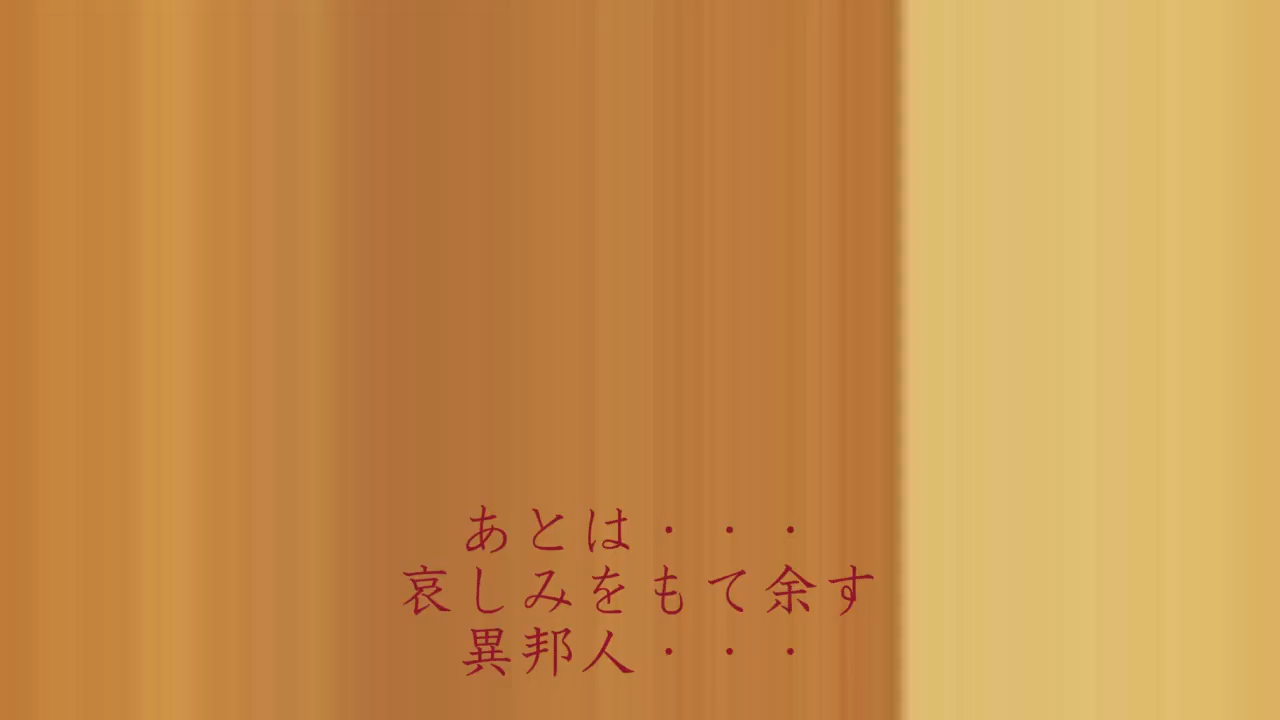 あとは・・・
哀しみをもて余す
異邦人・・・